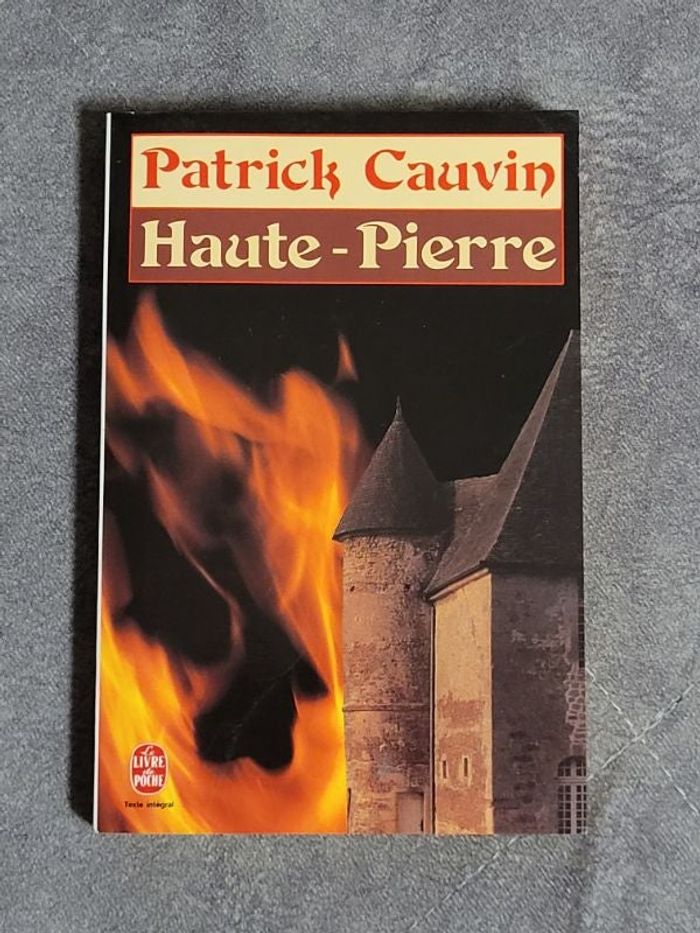 Patrick Cauvin
Haute-Pierre
Le
LIVRE
de
POCHE
Texte intégral